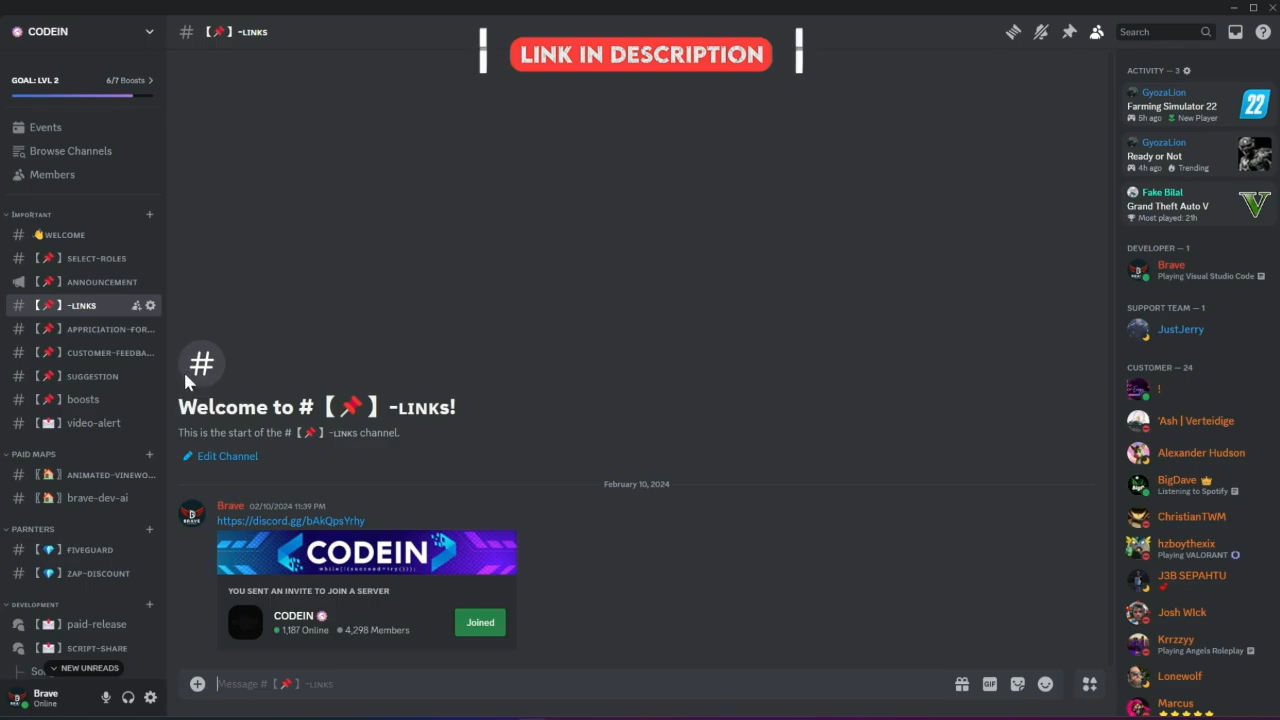 CODEIN
【📌】-LINKS
LINK IN DESCRIPTION
Search
GOAL: LVL 2 6/7 Boosts
Events
Browse Channels
Members
IMPORTANT
👋WELCOME
【📌】SELECT-ROLES
【📌】ANNOUNCEMENT
【📌】-LINKS
【📌】APPRICIATION-FOR...
【📌】CUSTOMER-FEEDBA...
【📌】SUGGESTION
【📌】boosts
【📩】video-alert
PAID MAPS
〖🏠〗ANIMATED-VINEWO...
〖🏠〗brave-dev-ai
PARNTERS
【💎】FIVEGUARD
【💎】ZAP-DISCOUNT
DEVELOPMENT
【📩】paid-release
【📩】SCRIPT-SHARE
NEW UNREADS
Brave
Online
#
Welcome to #【📌】-LINKS!
This is the start of the #【📌】-LINKS channel.
Edit Channel
February 10, 2024
Brave 02/10/2024 11:39 PM
https://discord.gg/bAkQpsYrhy
CODEIN
while(!(succeed=try()));
YOU SENT AN INVITE TO JOIN A SERVER
CODEIN
1,187 Online 4,298 Members
Joined
Message #【📌】-LINKS
GIF
ACTIVITY — 3
GyozaLion
Farming Simulator 22
5h ago New Player
22
GyozaLion
Ready or Not
4h ago Trending
Fake Bilal
Grand Theft Auto V
Most played: 21h
V
DEVELOPER — 1
Brave
Playing Visual Studio Code
SUPPORT TEAM — 1
JustJerry
CUSTOMER — 24
!
'Ash | Verteidige
Alexander Hudson
BigDave
Listening to Spotify
ChristianTWM
hzboythexix
Playing VALORANT
J3B SEPAHTU
📌
Josh WIck
Krrzzyy
Playing Angels Roleplay
Lonewolf
Marcus